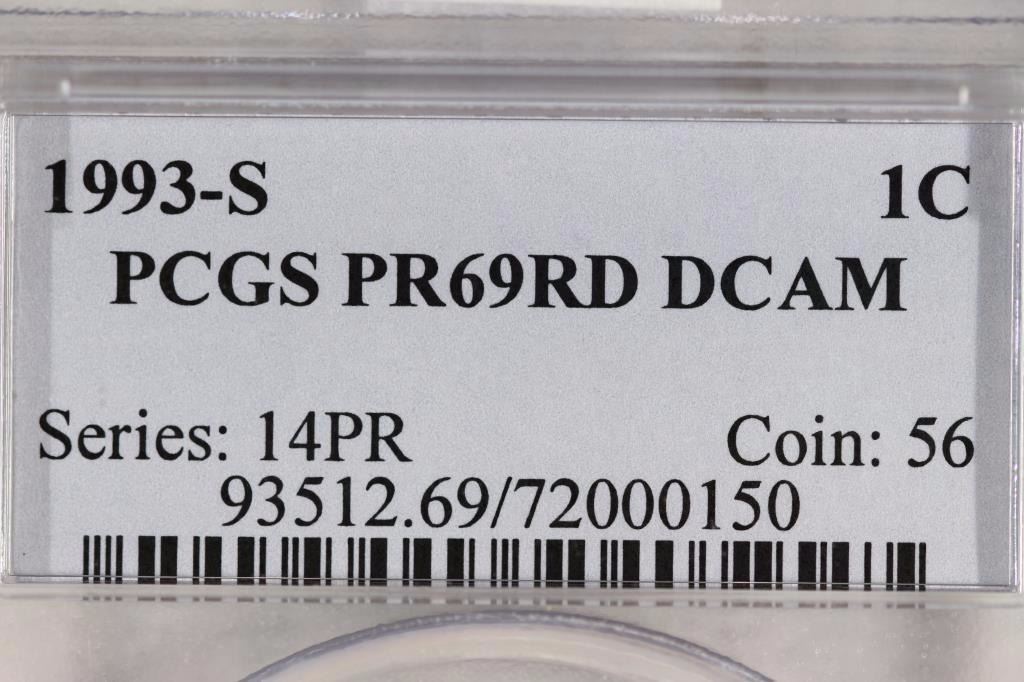 1993-S 1C
PCGS PR69RD DCAM
Series: 14PR Coin: 56
93512.69/72000150